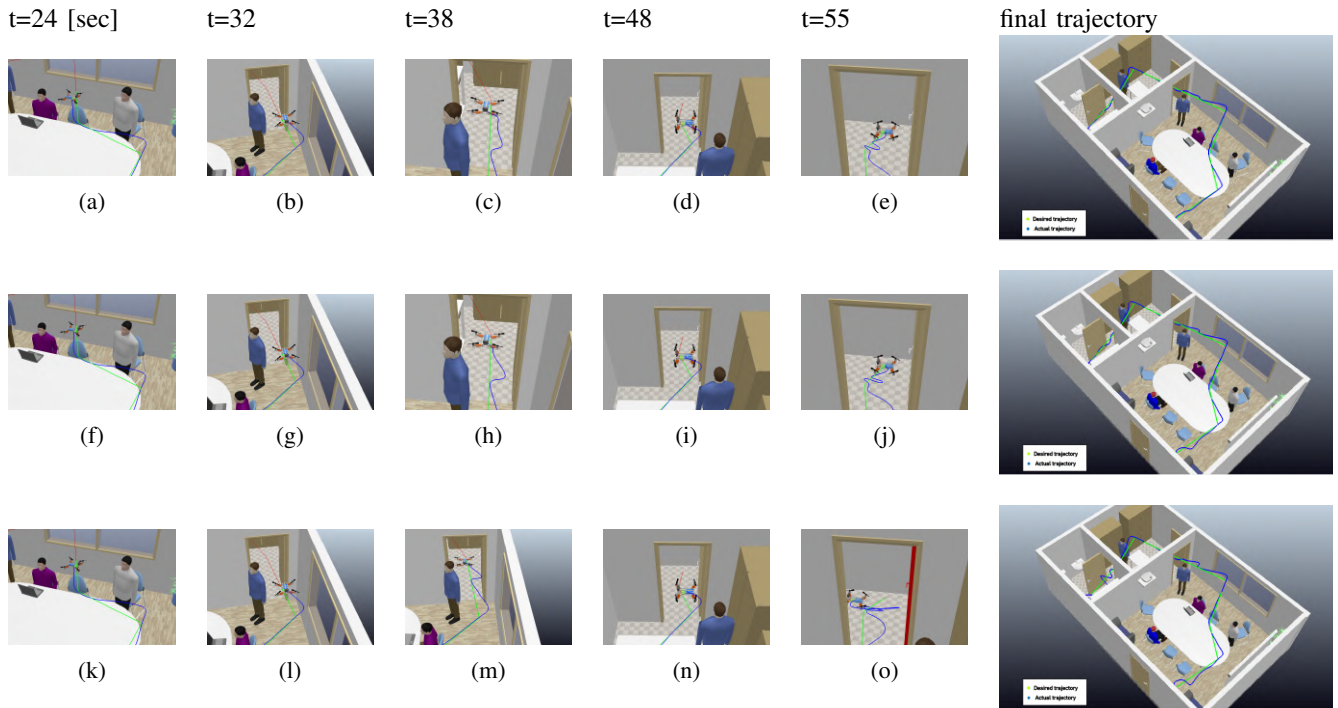 t=24 [sec] t=32 t=38 t=48 t=55 final trajectory
Desired trajectory
Actual trajectory
(a) (b) (c) (d) (e)
Desired trajectory
Actual trajectory
(f) (g) (h) (i) (j)
Desired trajectory
Actual trajectory
(k) (l) (m) (n) (o)